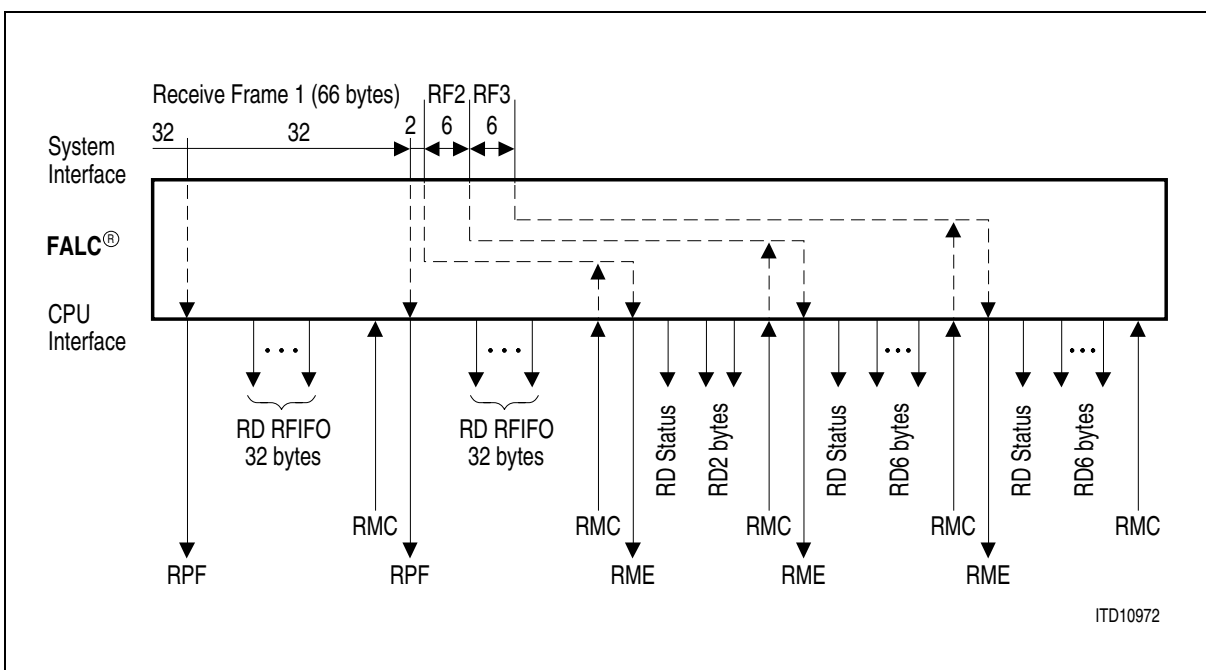 Receive Frame 1 (66 bytes) RF2 RF3
32 32 2 6 6
System
Interface
FALC®
CPU
Interface
• • • • • • • • • • • •
RD RFIFO
32 bytes
RD RFIFO
32 bytes
RD Status
RD2 bytes
RD Status
RD6 bytes
RD Status
RD6 bytes
RMC RMC RMC RMC RMC
RPF RPF RME RME RME
ITD10972